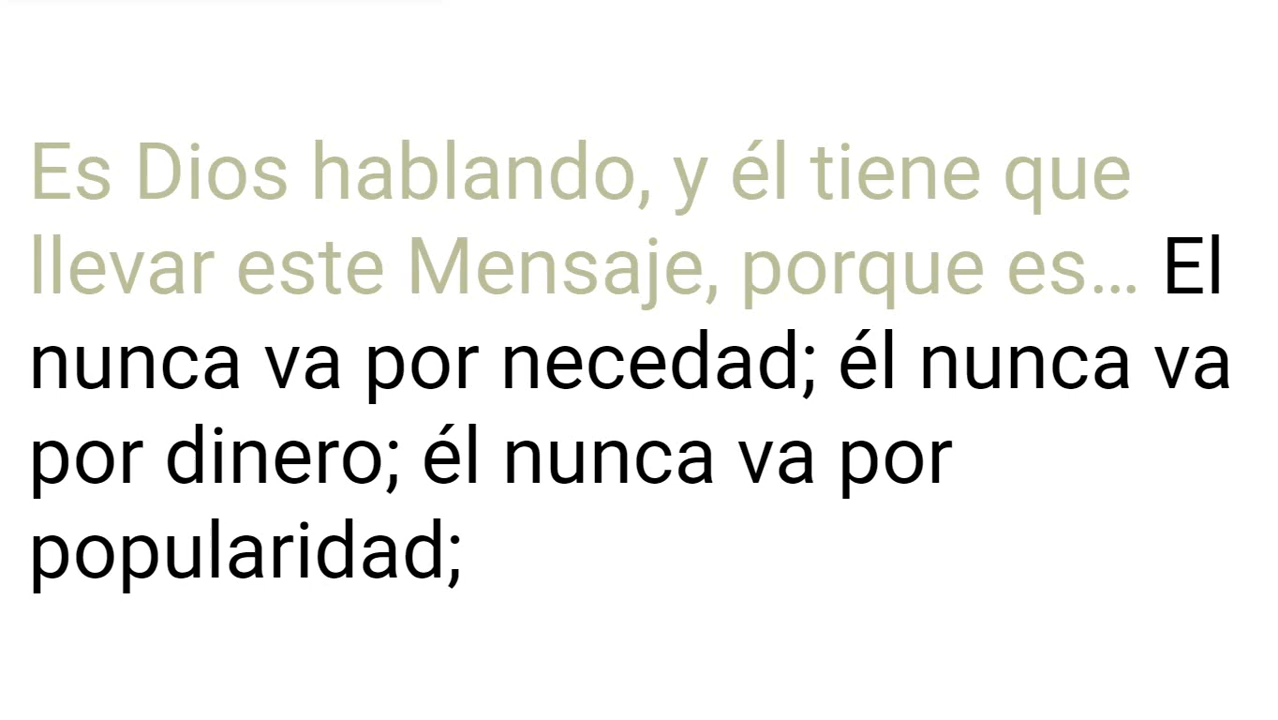 Es Dios hablando, y él tiene que
llevar este Mensaje, porque es... El
nunca va por necedad; él nunca va
por dinero; él nunca va por
popularidad;